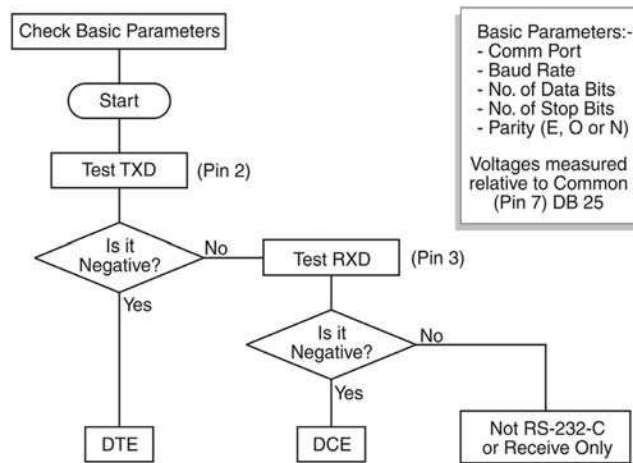 Check Basic Parameters
Start
Test TXD
(Pin 2)
Is it
Negative?
No
Yes
Test RXD
(Pin 3)
Is it
Negative?
No
Yes
DTE
DCE
Not RS-232-C
or Receive Only
Basic Parameters:-
- Comm Port
- Baud Rate
- No. of Data Bits
- No. of Stop Bits
- Parity (E, O or N)
Voltages measured
relative to Common
(Pin 7) DB 25